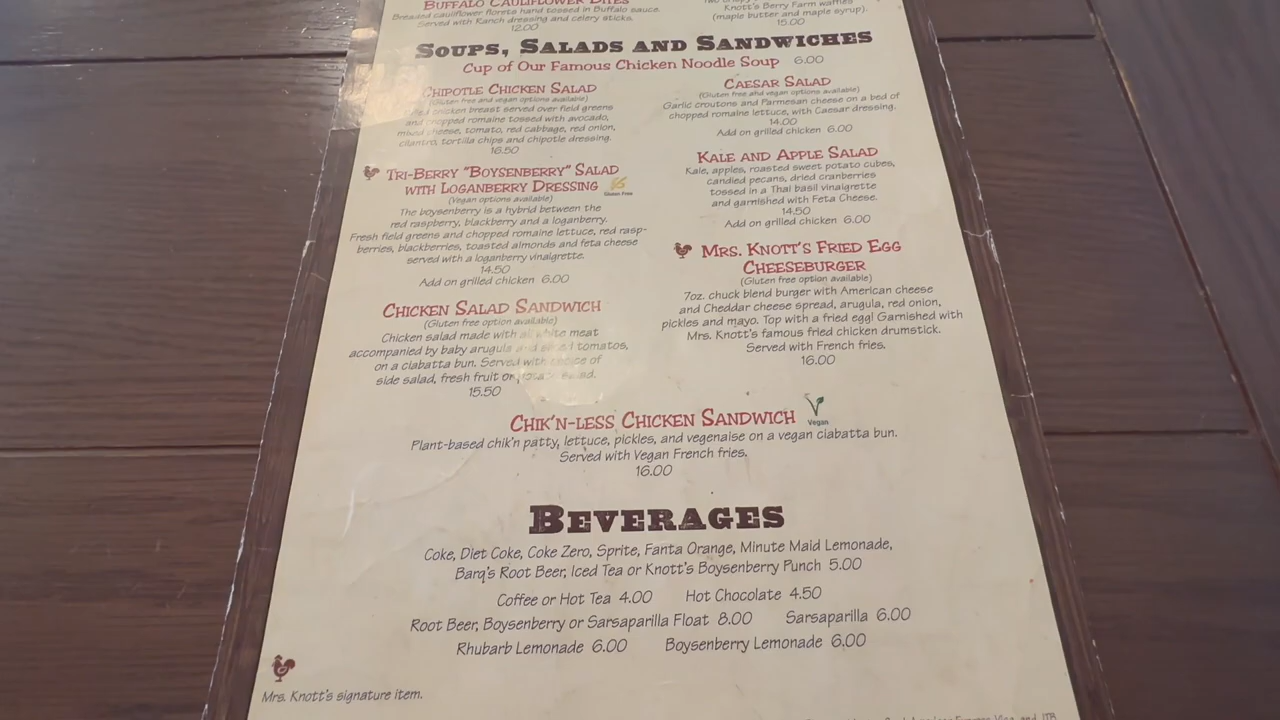 BUFFALO CAULIFLOWER BITES
Breaded cauliflower florets hand tossed in Buffalo sauce.
Served with Ranch dressing and celery sticks.
12.00
Knott's Berry Farm waffles
(maple butter and maple syrup).
15.00
SOUPS, SALADS AND SANDWICHES
CUP OF OUR FAMOUS CHICKEN NOODLE SOUP 6.00
CHIPOTLE CHICKEN SALAD
(Gluten free and vegan options available)
chicken breast served over field greens
and chopped romaine tossed with avocado,
mixed cheese, tomato, red cabbage, red onion,
cilantro, tortilla chips and chipotle dressing.
16.50
TRI-BERRY "BOYSENBERRY" SALAD
WITH LOGANBERRY DRESSING
Gluten Free
(Vegan options available)
The boysenberry is a hybrid between the
red raspberry, blackberry and a loganberry.
Fresh field greens and chopped romaine lettuce, red rasp-
berries, blackberries, toasted almonds and feta cheese
served with a loganberry vinaigrette.
14.50
Add on grilled chicken 6.00
CHICKEN SALAD SANDWICH
(Gluten free option available)
Chicken salad made with all white meat
accompanied by baby arugula and tomatos,
on a ciabatta bun. Served with choice of
side salad, fresh fruit or potato salad.
15.50
CAESAR SALAD
(Gluten free and vegan options available)
Garlic croutons and Parmesan cheese on a bed of
chopped romaine lettuce, with Caesar dressing.
14.00
Add on grilled chicken 6.00
KALE AND APPLE SALAD
Kale, apples, roasted sweet potato cubes,
candied pecans, dried cranberries
tossed in a Thai basil vinaigrette
and garnished with Feta Cheese.
14.50
Add on grilled chicken 6.00
MRS. KNOTT'S FRIED EGG
CHEESEBURGER
(Gluten free option available)
7oz. chuck blend burger with American cheese
and Cheddar cheese spread, arugula, red onion,
pickles and mayo. Top with a fried egg! Garnished with
Mrs. Knott's famous fried chicken drumstick.
Served with French fries.
16.00
CHIK'N-LESS CHICKEN SANDWICH
Vegan
Plant-based chik'n patty, lettuce, pickles, and vegenaise on a vegan ciabatta bun.
Served with Vegan French fries.
16.00
BEVERAGES
Coke, Diet Coke, Coke Zero, Sprite, Fanta Orange, Minute Maid Lemonade,
Barq's Root Beer, Iced Tea or Knott's Boysenberry Punch 5.00
Coffee or Hot Tea 4.00 Hot Chocolate 4.50
Root Beer, Boysenberry or Sarsaparilla Float 8.00 Sarsaparilla 6.00
Rhubarb Lemonade 6.00 Boysenberry Lemonade 6.00
Mrs. Knott's signature item.